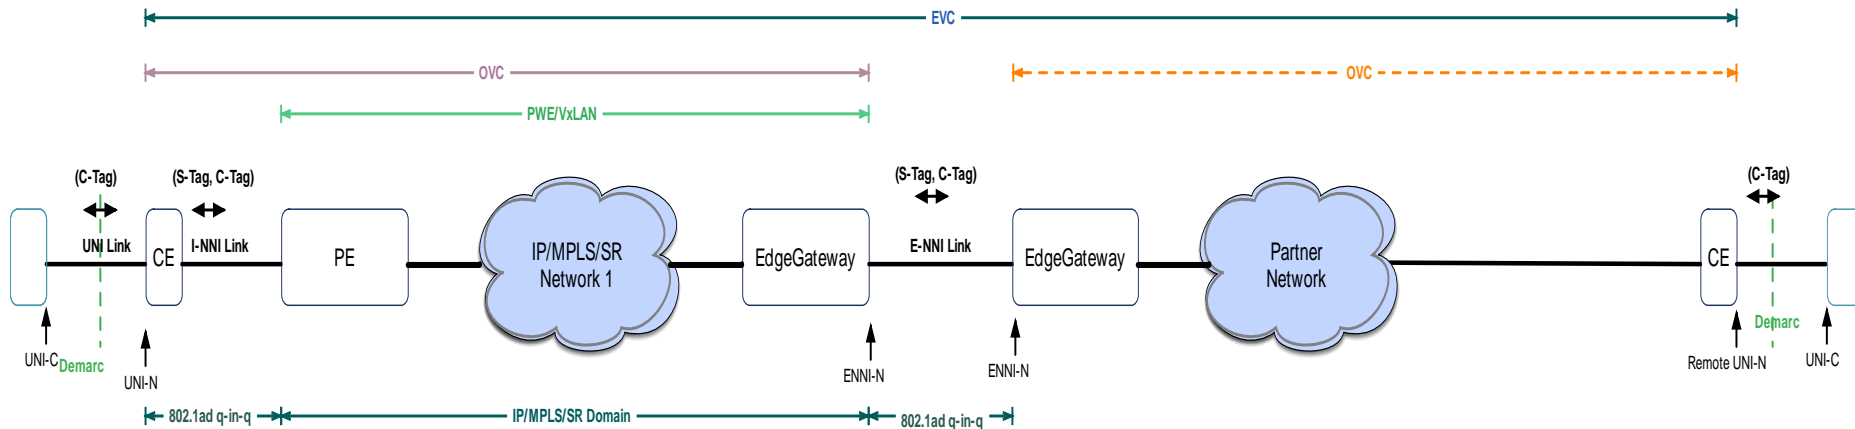 EVC
OVC
OVC
PWE/VxLAN
(C-Tag)
(S-Tag, C-Tag)
(S-Tag, C-Tag)
(C-Tag)
UNI Link
CE
I-NNI Link
PE
IP/MPLS/SR
Network 1
EdgeGateway
E-NNI Link
EdgeGateway
Partner
Network
CE
UNI-C
Demarc
UNI-N
ENNI-N
ENNI-N
Remote UNI-N
Demarc
UNI-C
802.1ad q-in-q
IP/MPLS/SR Domain
802.1ad q-in-q